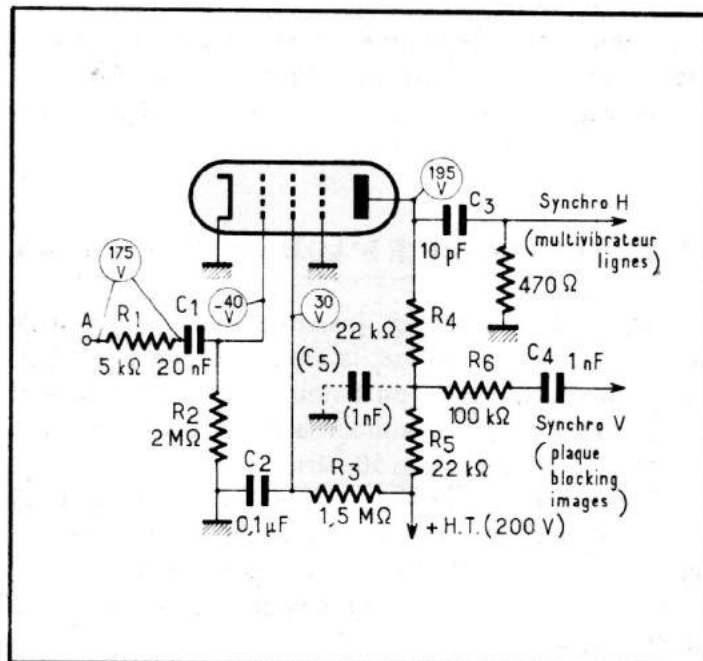 195
V
C3
Synchro H
(multivibrateur
lignes)
10 pF
470 Ω
175
V
A
R1
5 kΩ
C1
20 nF
-40
V
30
V
22 kΩ
R4
(C5)
(1nF)
R6
100 kΩ
C4
1 nF
Synchro V
(plaque
blocking
images)
R2
2 MΩ
R5
22 kΩ
C2
0,1µF
R3
1,5 MΩ
+ H.T. (200 V)